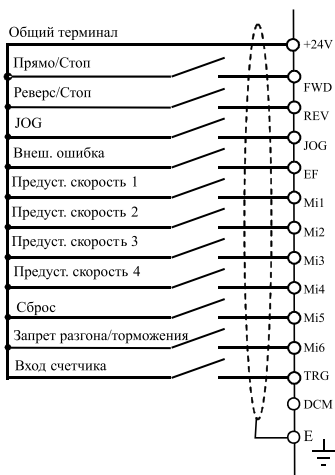 Общий терминал
+24V
Прямо/Стоп
FWD
Реверс/Стоп
REV
JOG
JOG
Внеш. ошибка
EF
Предуст. скорость 1
Mi1
Предуст. скорость 2
Mi2
Предуст. скорость 3
Mi3
Предуст. скорость 4
Mi4
Сброс
Mi5
Запрет разгона/торможения
Mi6
Вход счетчика
TRG
DCM
E